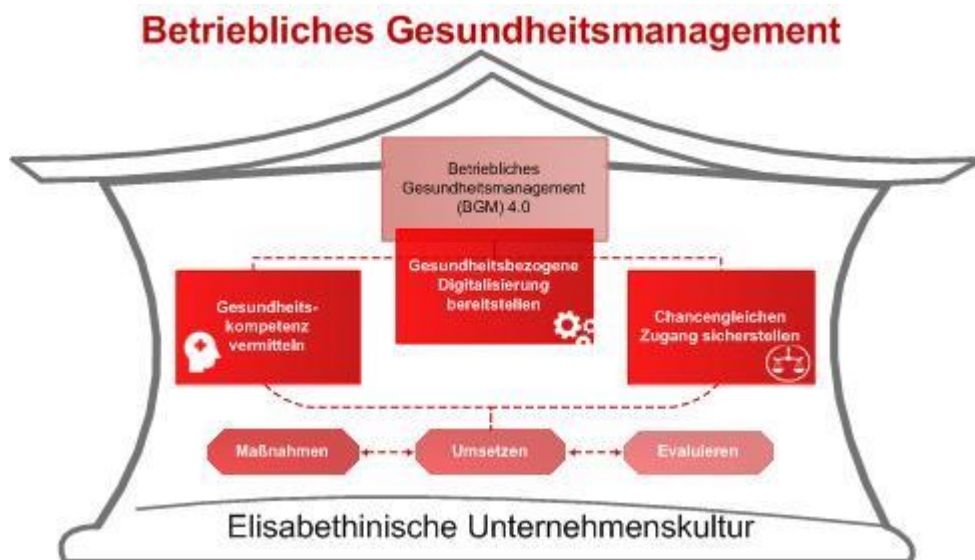 Betriebliches Gesundheitsmanagement
Betriebliches
Gesundheitsmanagement
(BGM) 4.0
Gesundheitsbezogene
Digitalisierung
bereitstellen
Gesundheits-
kompetenz
vermitteln
Chancengleichen
Zugang sicherstellen
Maßnahmen
Umsetzen
Evaluieren
Elisabethinische Unternehmenskultur